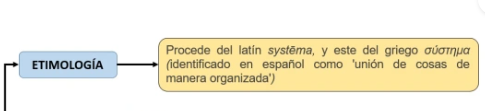 ETIMOLOGÍA
Procede del latín systēma, y este del griego σύστημα
(identificado en español como 'unión de cosas de
manera organizada')